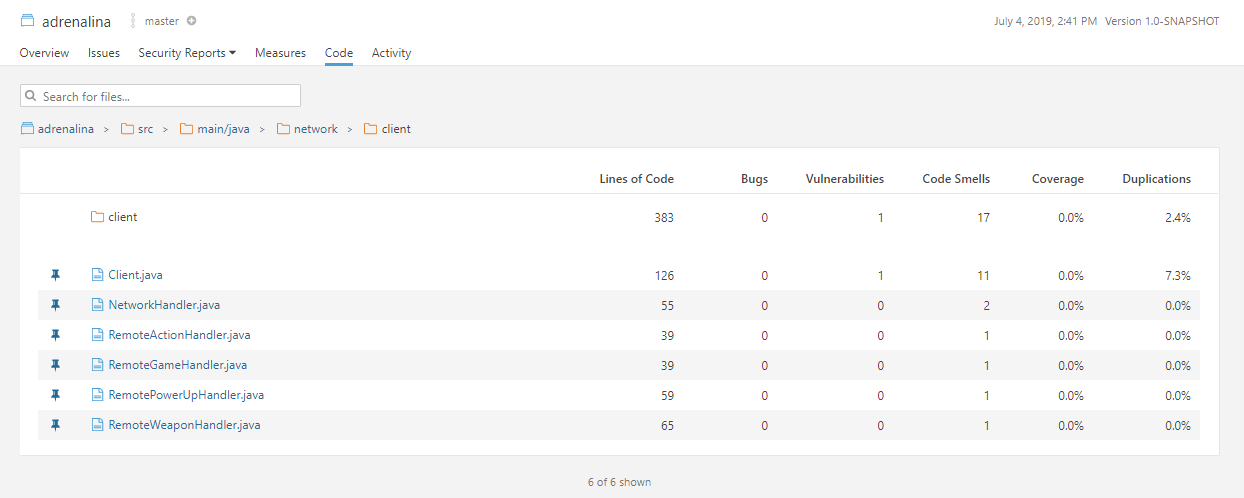 adrenalina master July 4, 2019, 2:41 PM Version 1.0-SNAPSHOT
Overview Issues Security Reports Measures Code Activity
Search for files...
adrenalina > src > main/java > network > client
Lines of Code Bugs Vulnerabilities Code Smells Coverage Duplications
client 383 0 1 17 0.0% 2.4%
Client.java 126 0 1 11 0.0% 7.3%
NetworkHandler.java 55 0 0 2 0.0% 0.0%
RemoteActionHandler.java 39 0 0 1 0.0% 0.0%
RemoteGameHandler.java 39 0 0 1 0.0% 0.0%
RemotePowerUpHandler.java 59 0 0 1 0.0% 0.0%
RemoteWeaponHandler.java 65 0 0 1 0.0% 0.0%
6 of 6 shown